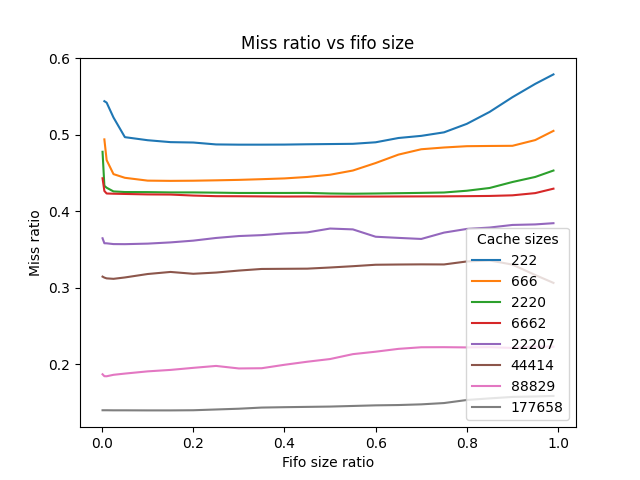 Miss ratio vs fifo size
0.6
0.5
0.4
0.3
0.2
Miss ratio
Cache sizes
222
666
2220
6662
22207
44414
88829
177658
0.0 0.2 0.4 0.6 0.8 1.0
Fifo size ratio